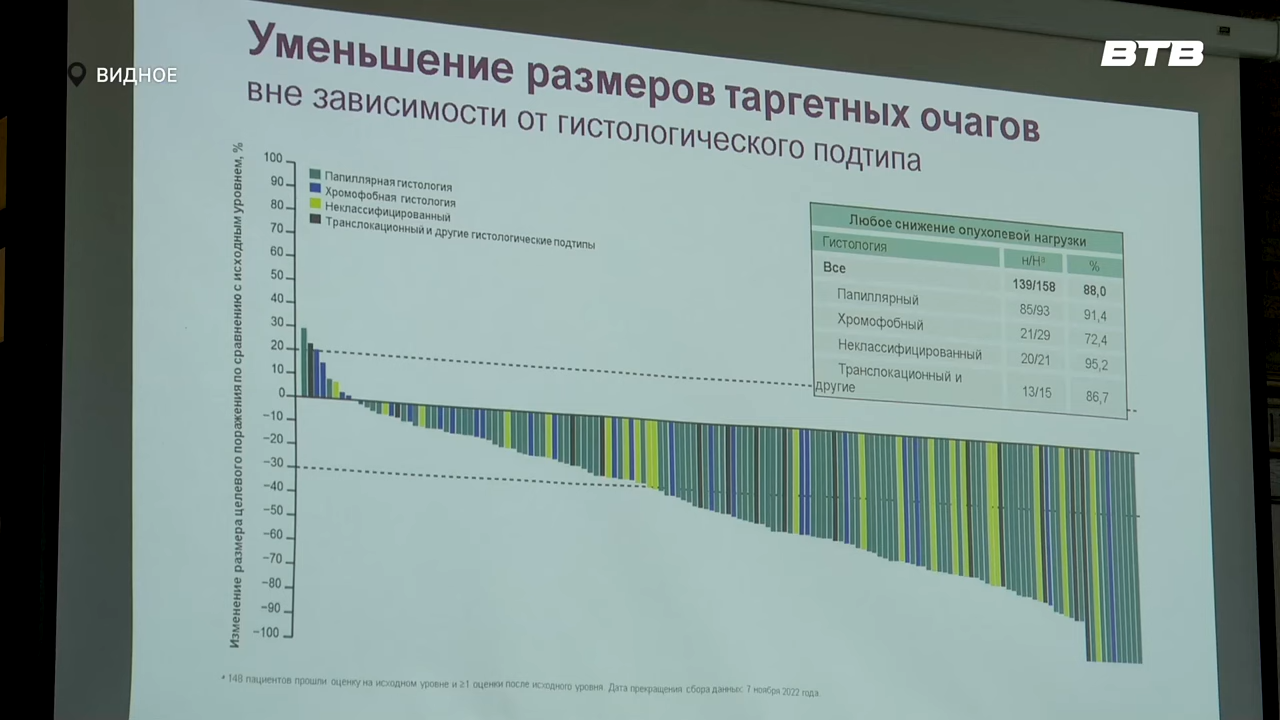 ВИДНОЕ
ВТВ
Уменьшение размеров таргетных очагов
вне зависимости от гистологического подтипа
Изменение размера целевого поражения по сравнению с исходным уровнем, %
100
90
80
70
60
50
40
30
20
10
0
−10
−20
−30
−40
−50
−60
−70
−80
−90
−100
Папиллярная гистология
Хромофобная гистология
Неклассифицированный
Транслокационный и другие гистологические подтипы
Любое снижение опухолевой нагрузки
Гистология н/Нᵃ %
Все 139/158 88,0
Папиллярный 85/93 91,4
Хромофобный 21/29 72,4
Неклассифицированный 20/21 95,2
Транслокационный и
другие 13/15 86,7
* 148 пациентов прошли оценку на исходном уровне и ≥1 оценки после исходного уровня. Дата прекращения сбора данных: 7 ноября 2022 года